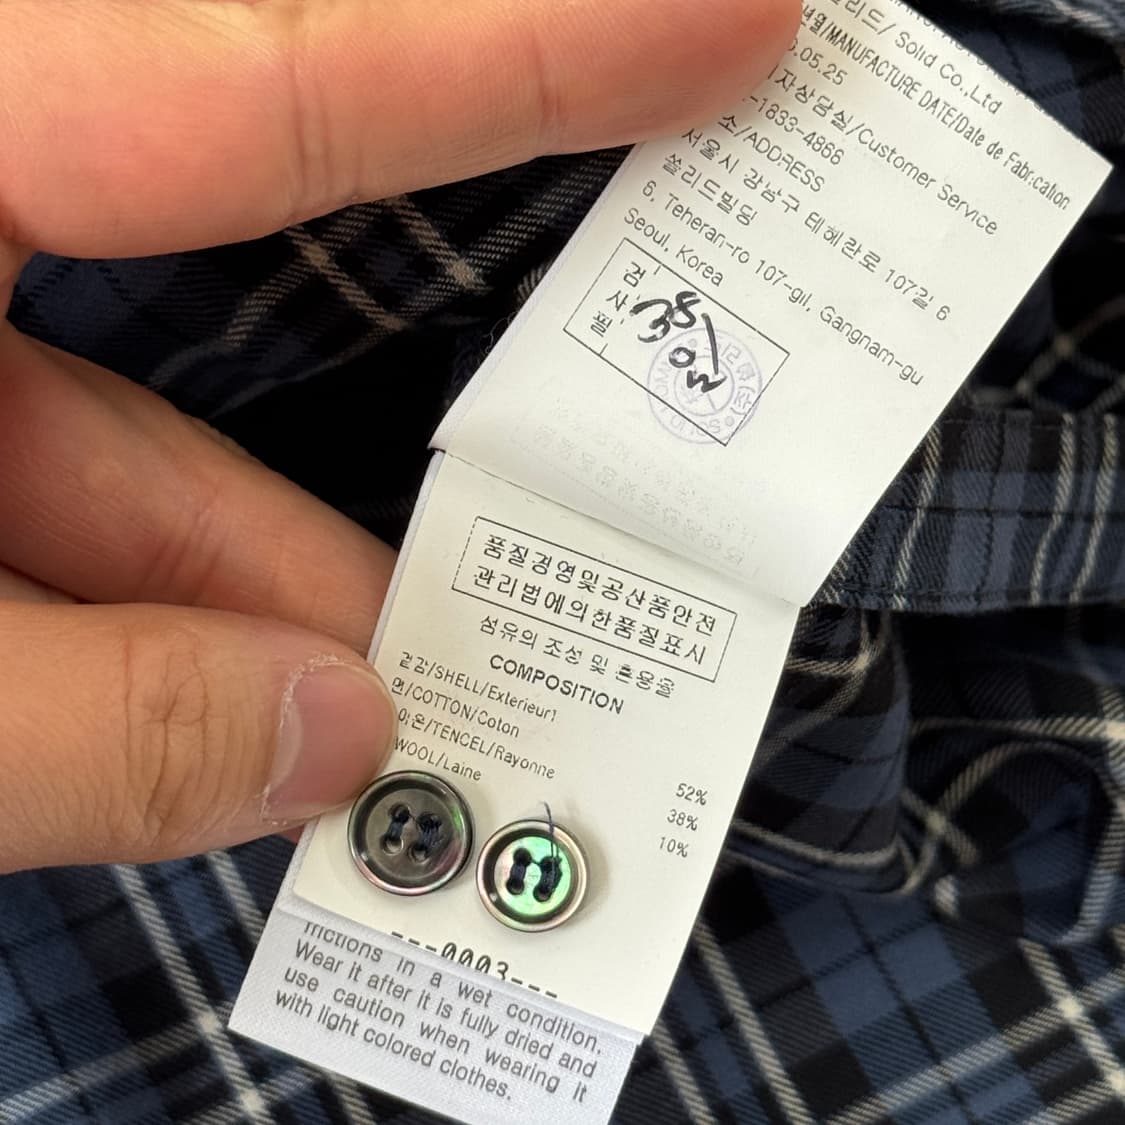 Solid Co.,Ltd
MANUFACTURE DATE/Date de Fabrication
.05.25
자상담실/Customer Service
-1833-4866
소/ADDRESS
서울시 강남구 테헤란로 107길 6
쏠리드빌딩
6, Teheran-ro 107-gil, Gangnam-gu
Seoul, Korea
검사필
품질경영및공산품안전
관리법에의한품질표시
섬유의 조성 및 혼용율
COMPOSITION
겉감/SHELL/Exterieur1
면/COTTON/Coton 52%
TENCEL/Rayonne 38%
WOOL/Laine 10%
---0003---
frictions in a wet condition,
Wear it after it is fully dried and
use caution when wearing it
with light colored clothes.